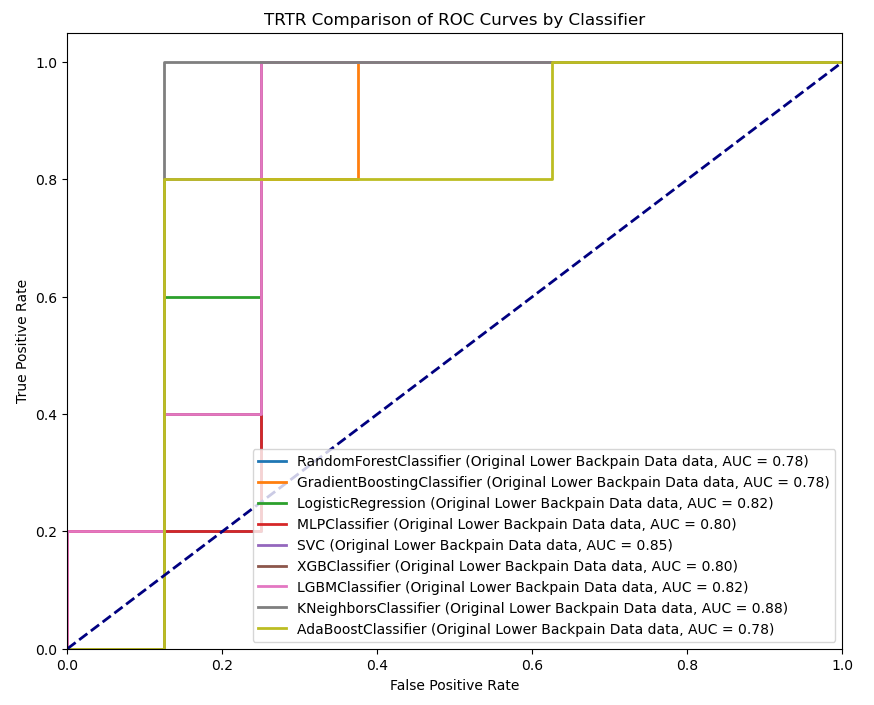 TRTR Comparison of ROC Curves by Classifier
1.0
0.8
0.6
0.4
0.2
0.0
True Positive Rate
RandomForestClassifier (Original Lower Backpain Data data, AUC = 0.78)
GradientBoostingClassifier (Original Lower Backpain Data data, AUC = 0.78)
LogisticRegression (Original Lower Backpain Data data, AUC = 0.82)
MLPClassifier (Original Lower Backpain Data data, AUC = 0.80)
SVC (Original Lower Backpain Data data, AUC = 0.85)
XGBClassifier (Original Lower Backpain Data data, AUC = 0.80)
LGBMClassifier (Original Lower Backpain Data data, AUC = 0.82)
KNeighborsClassifier (Original Lower Backpain Data data, AUC = 0.88)
AdaBoostClassifier (Original Lower Backpain Data data, AUC = 0.78)
0.0 0.2 0.4 0.6 0.8 1.0
False Positive Rate